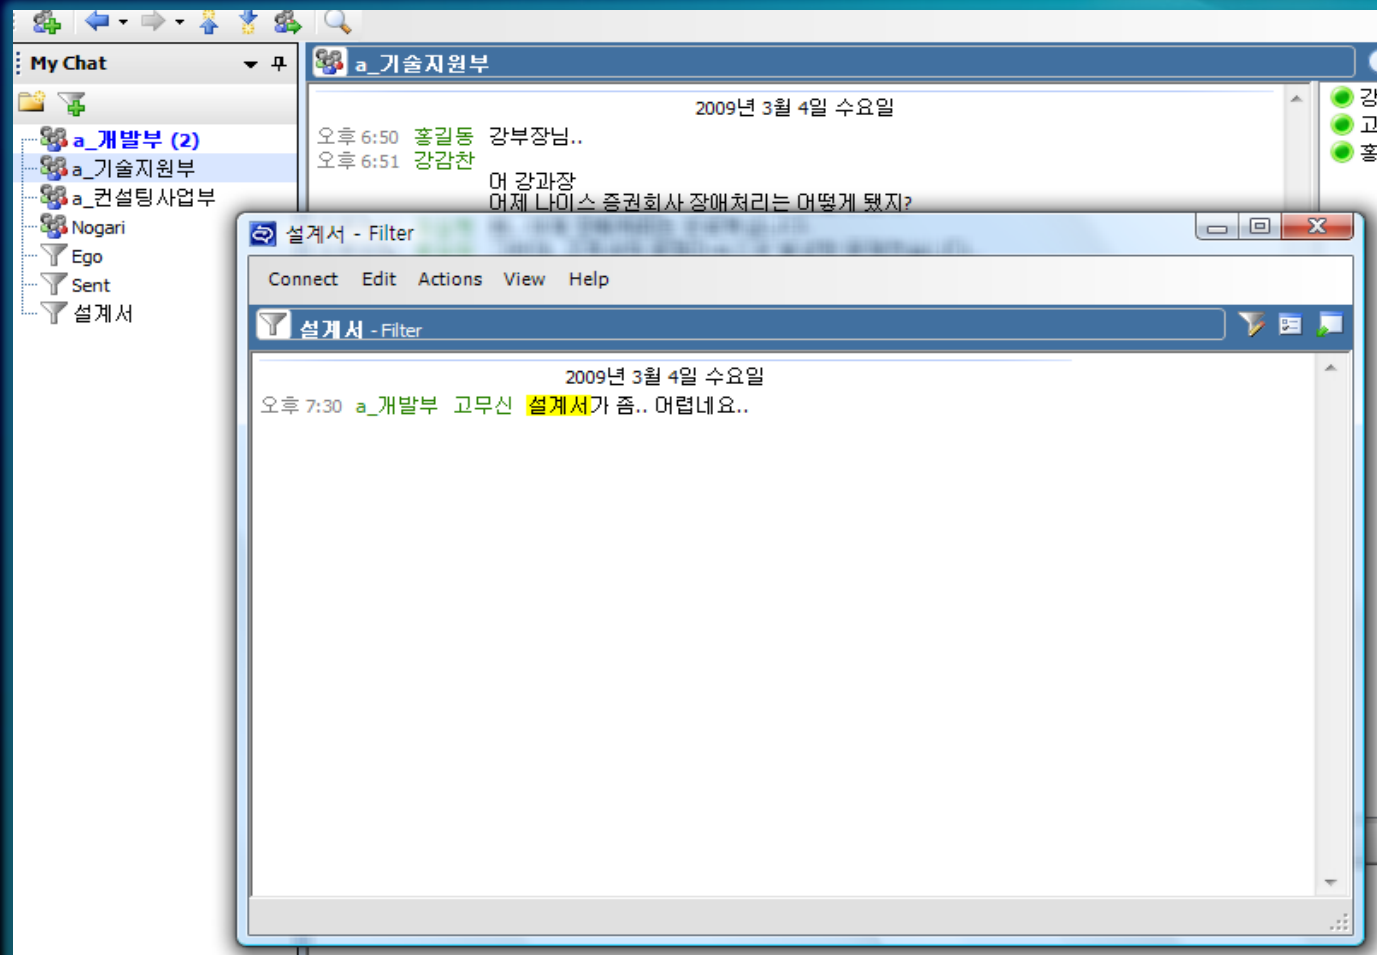 My Chat
a_기술지원부
a_개발부 (2)
a_기술지원부
a_컨설팅사업부
Nogari
Ego
Sent
설계서
2009년 3월 4일 수요일
오후 6:50 홍길동 강부장님..
오후 6:51 강감찬
어 강과장
어제 나이스 증권회사 장애처리는 어떻게 됐지?
강
고
홍
설계서 - Filter
Connect Edit Actions View Help
설계서 - Filter
2009년 3월 4일 수요일
오후 7:30 a_개발부 고무신 설계서가 좀.. 어렵네요..